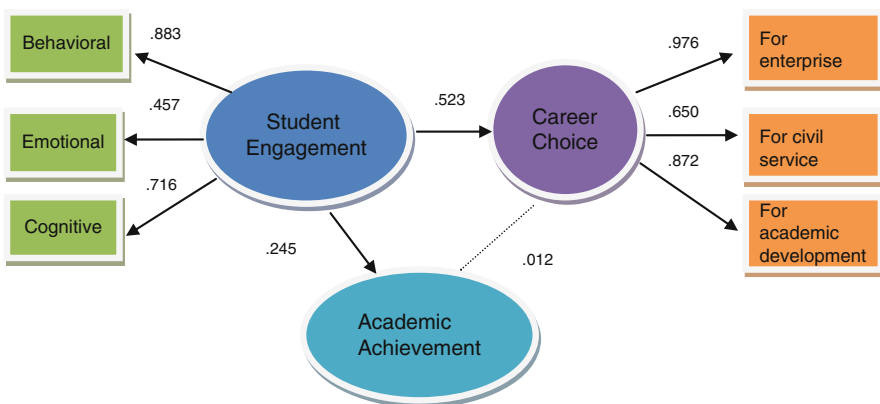 Behavioral
.883
Emotional
.457
Cognitive
.716
Student
Engagement
.523
Career
Choice
.976
For
enterprise
.650
For civil
service
.872
For
academic
development
.245
.012
Academic
Achievement